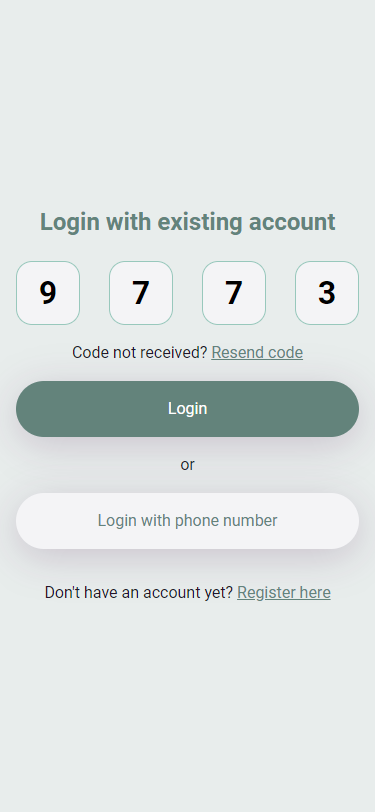 Login with existing account
9 7 7 3
Code not received? Resend code
Login
or
Login with phone number
Don't have an account yet? Register here